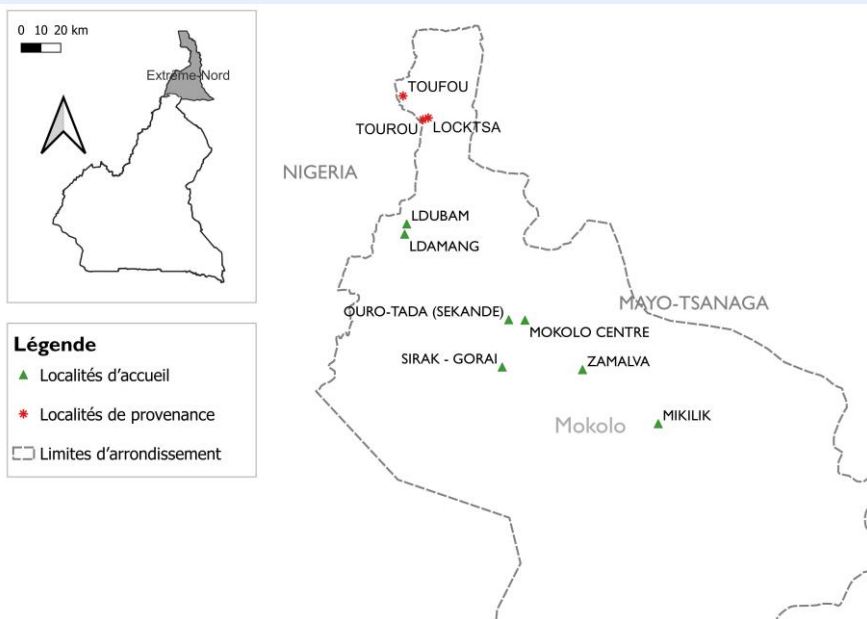 0 10 20 km
Extrême-Nord
Légende
Localités d'accueil
Localités de provenance
Limites d'arrondissement
TOUFOU
TOUROU
LOCKTSA
NIGERIA
LDUBAM
LDAMANG
MAYO-TSANAGA
OURO-TADA (SEKANDE)
MOKOLO CENTRE
SIRAK - GORAI
ZAMALVA
Mokolo
MIKILIK